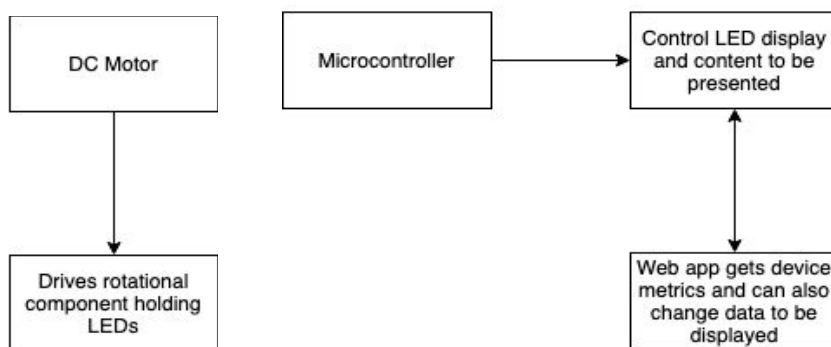 DC Motor
Microcontroller
Control LED display
and content to be
presented
Drives rotational
component holding
LEDs
Web app gets device
metrics and can also
change data to be
displayed